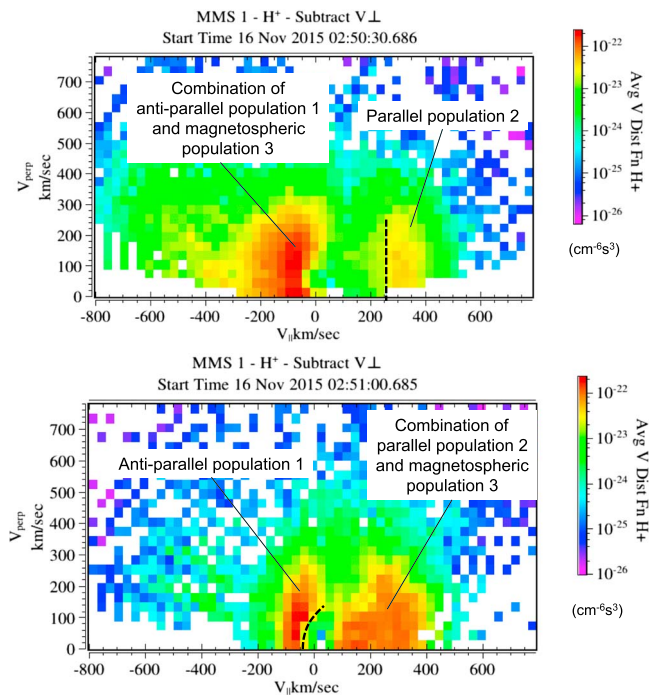 MMS 1 - H+ - Subtract V⊥
Start Time 16 Nov 2015 02:50:30.686
700
600
500
400
300
200
100
0
Vperp
km/sec
Combination of
anti-parallel population 1
and magnetospheric
population 3
Parallel population 2
-800
-600
-400
-200
0
200
400
V||km/sec
10-22
10-23
10-24
10-25
10-26
Avg V Dist Fn H+
(cm-6s3)
MMS 1 - H+ - Subtract V⊥
Start Time 16 Nov 2015 02:51:00.685
700
600
500
400
300
200
100
0
Vperp
km/sec
Anti-parallel population 1
Combination of
parallel population 2
and magnetospheric
population 3
-800
-600
-400
-200
0
200
400
600
V||km/sec
10-22
10-23
10-24
10-25
10-26
Avg V Dist Fn H+
(cm-6s3)